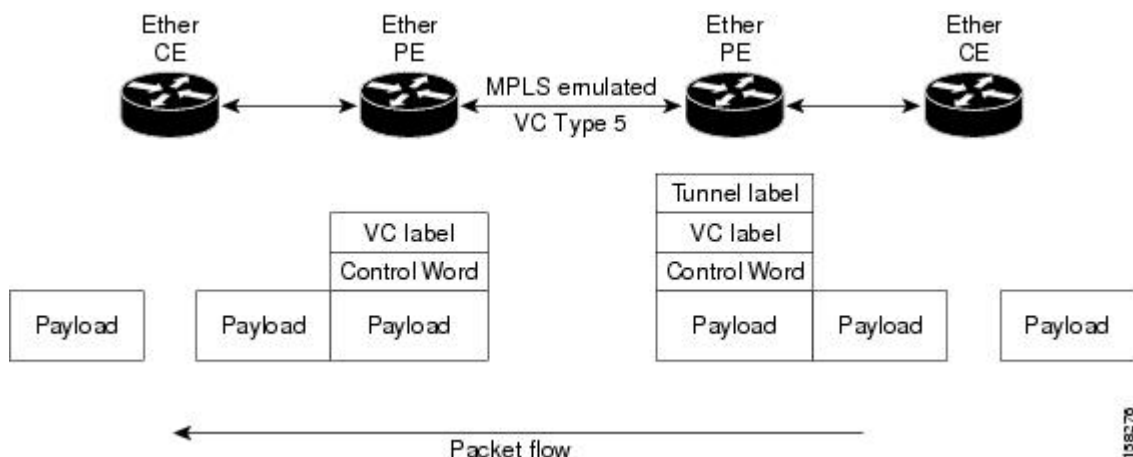 Ether
CE
Ether
PE
Ether
PE
Ether
CE
MPLS emulated
VC Type 5
Tunnel label
VC label
VC label
Control Word
Control Word
Payload
Payload
Payload
Payload
Payload
Payload
Packet flow
158276